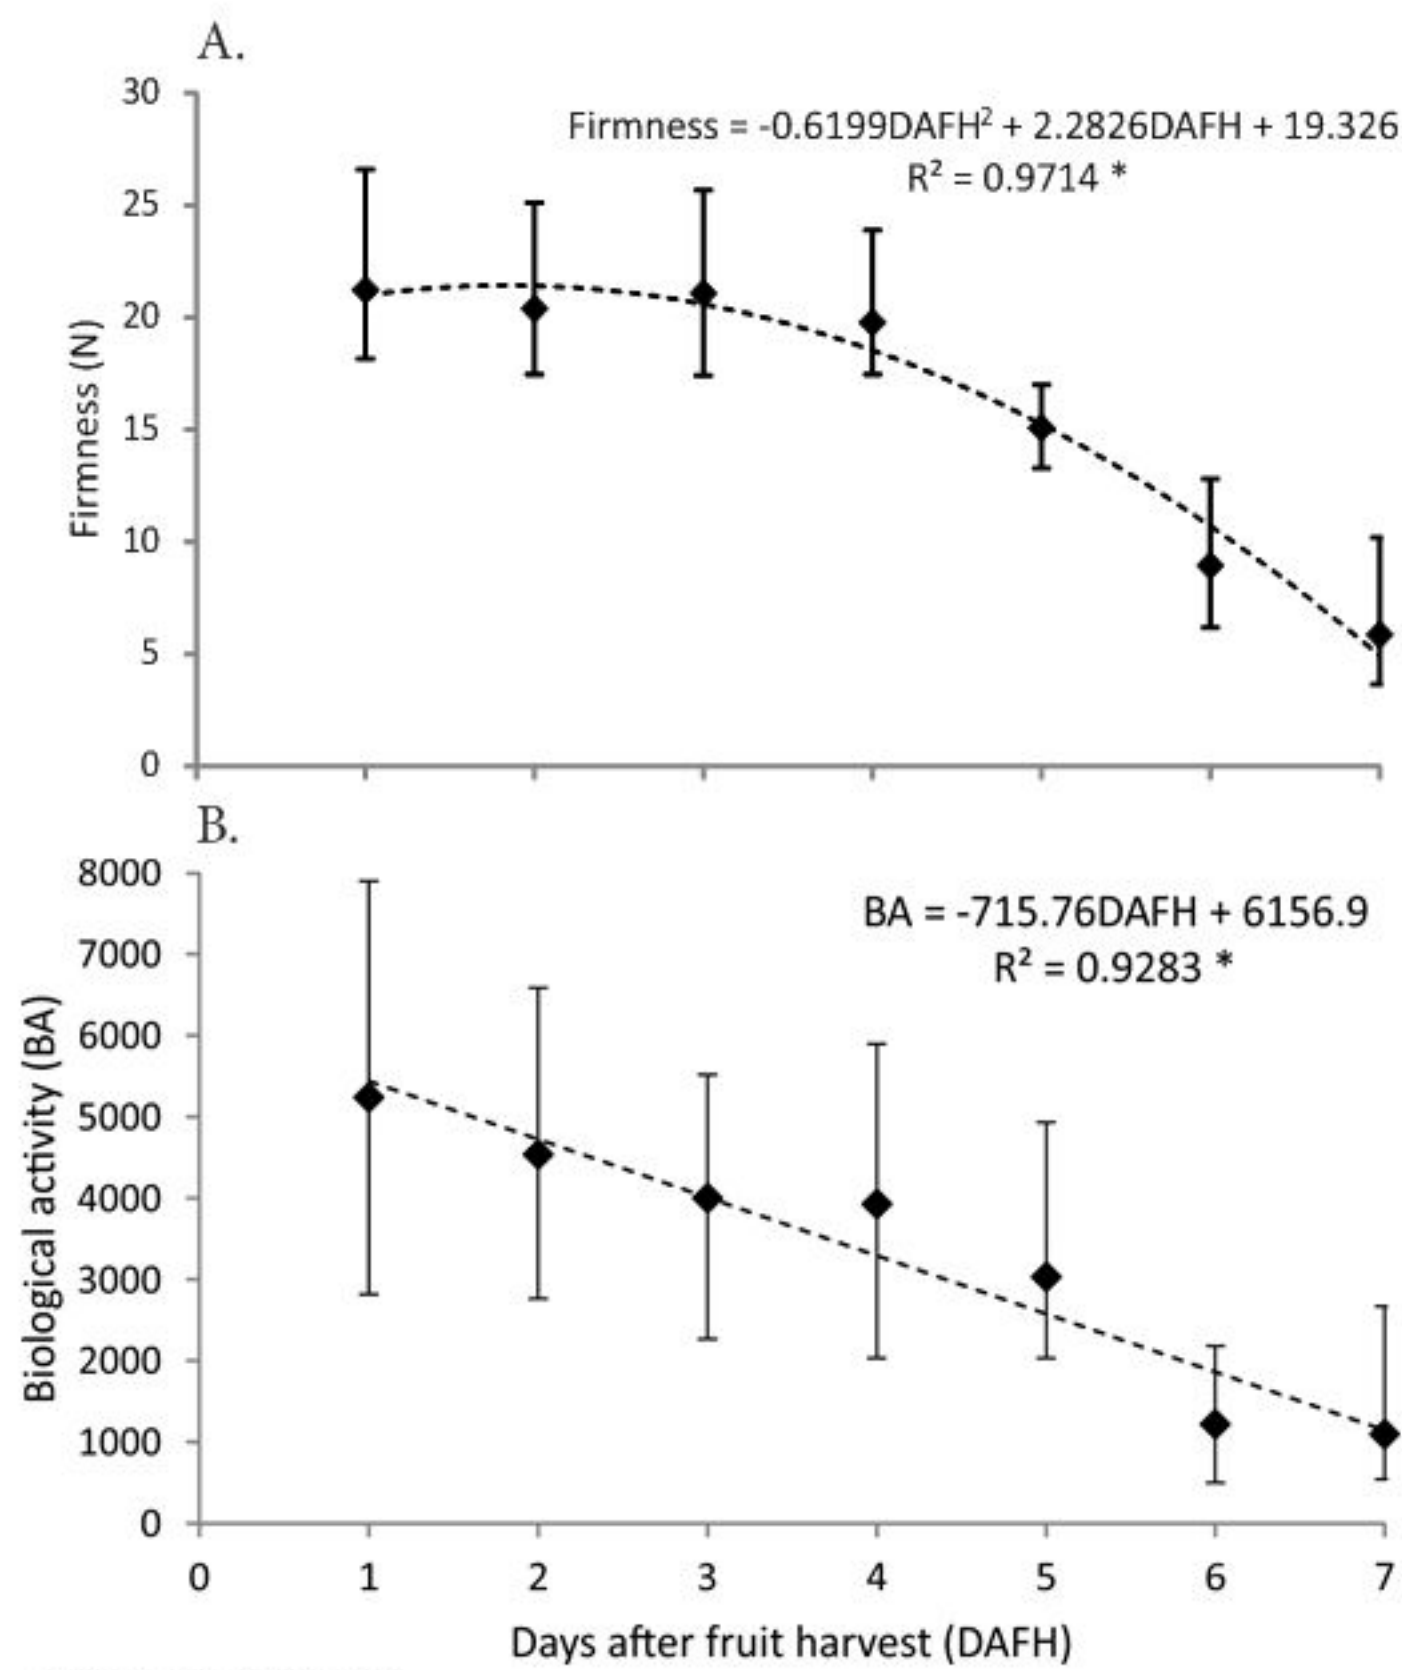 A.
30
Firmness = -0.6199DAFH² + 2.2826DAFH + 19.326
R² = 0.9714 *
25
20
15
10
5
0
Firmness (N)
B.
8000
BA = -715.76DAFH + 6156.9
R² = 0.9283 *
7000
6000
5000
4000
3000
2000
1000
0
Biological activity (BA)
0 1 2 3 4 5 6 7
Days after fruit harvest (DAFH)